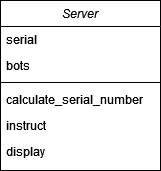 Server
serial
bots
calculate_serial_number
instruct
display